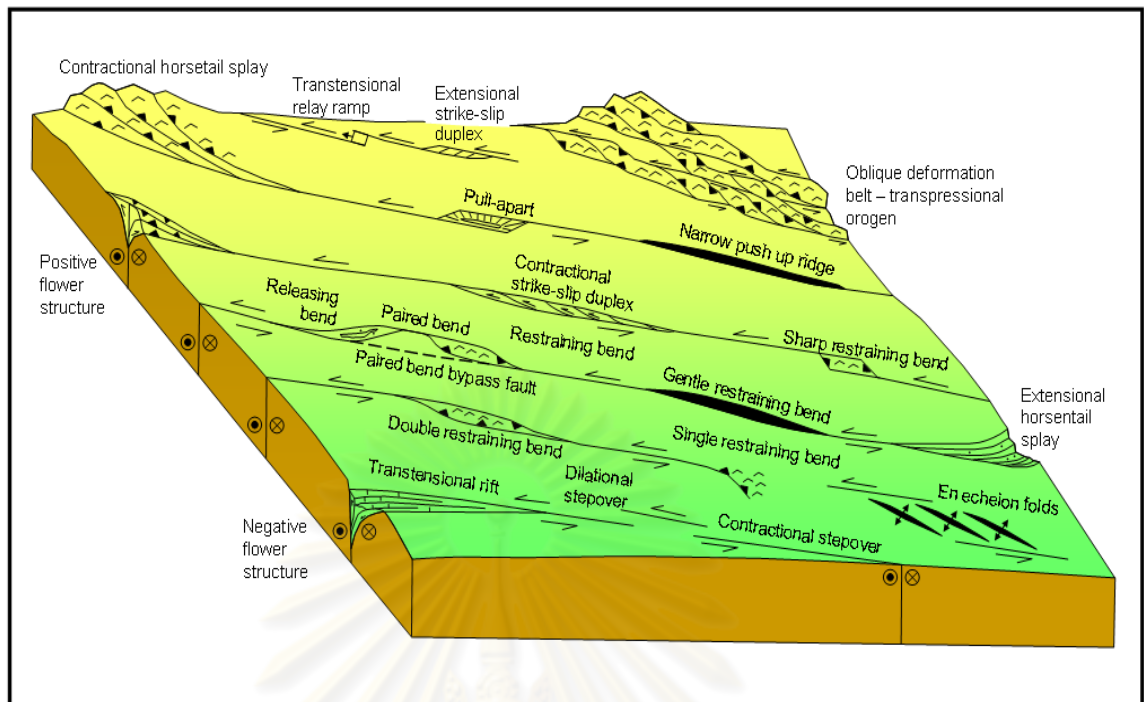 Contractional horsetail splay
Transtensional
relay ramp
Extensional
strike-slip
duplex
Oblique deformation
belt – transpressional
orogen
Pull-apart
Narrow push up ridge
Positive
flower
structure
Contractional
strike-slip duplex
Releasing
bend
Paired bend
Restraining bend
Sharp restraining bend
Paired bend bypass fault
Gentle restraining bend
Extensional
horsentail
splay
Double restraining bend
Single restraining bend
Transtensional rift
Dilational
stepover
En echelon folds
Contractional stepover
Negative
flower
structure